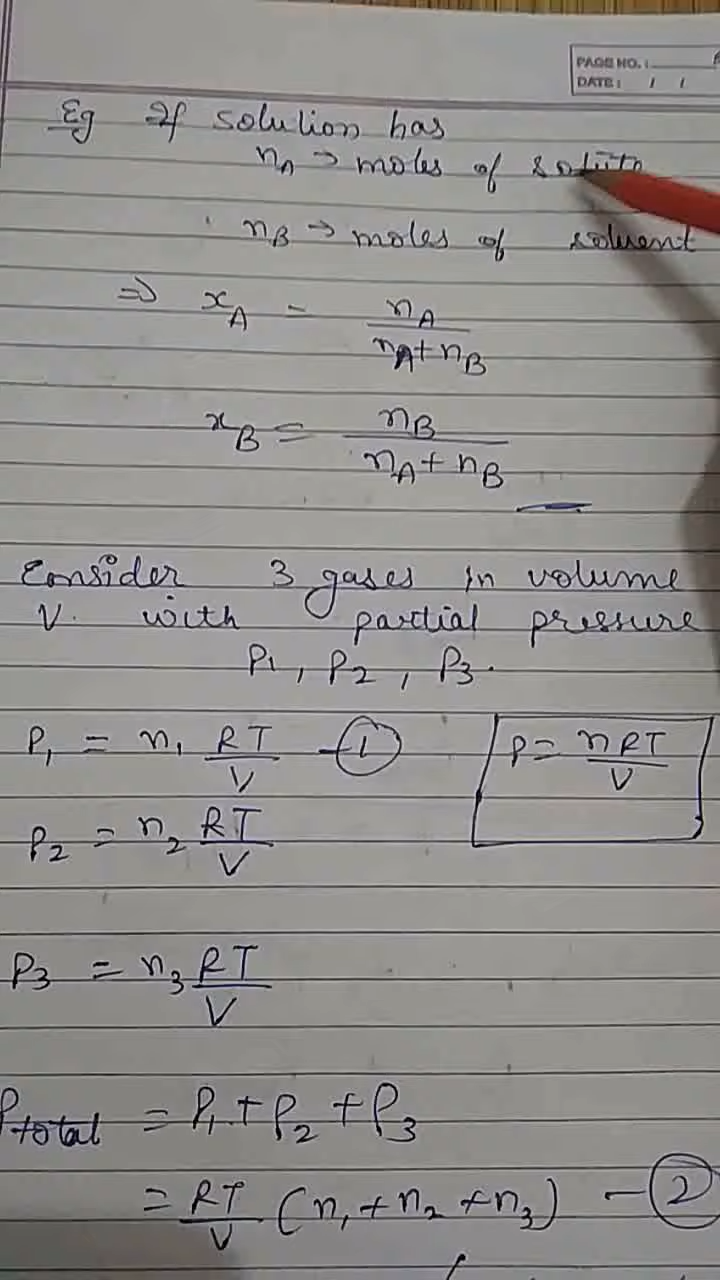 PAGE NO.:
DATE: / /
Eg If solution has
nA → moles of
nB → moles of solvent
⇒ xA = nA / nA + nB
xB = nB / nA + nB
Consider 3 gases in volume
V. with partial pressure
P1, P2, P3.
P1 = n1 RT/V – ①
P = nRT/V
P2 = n2 RT/V
P3 = n3 RT/V
Ptotal = P1 + P2 + P3
= RT/V (n1 + n2 + n3) – ②